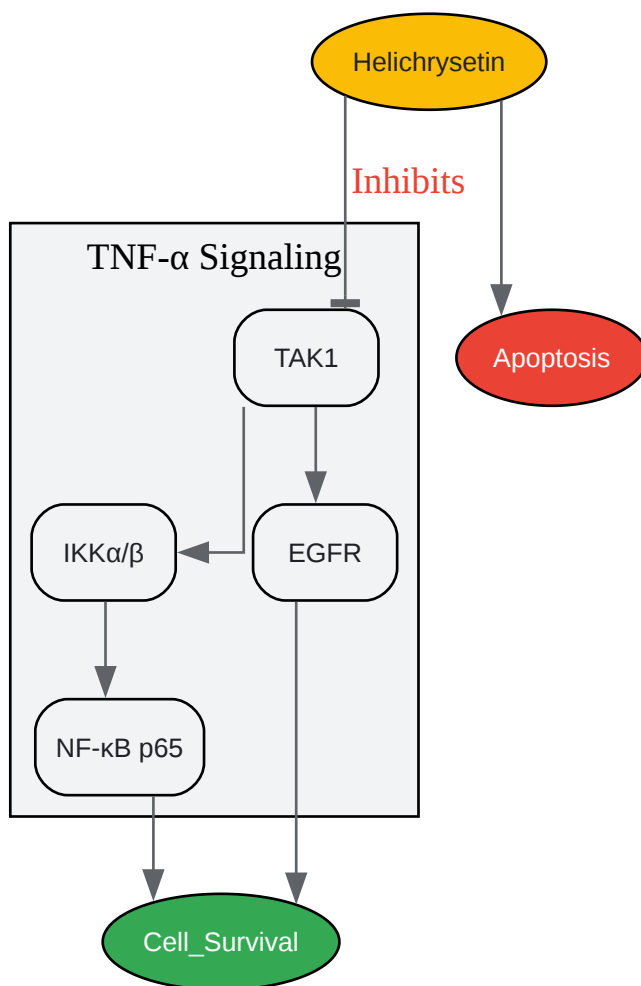 Helichrysetin
Inhibits
TNF-α Signaling
TAK1
Apoptosis
IKKα/β
EGFR
NF-κB p65
Cell_Survival